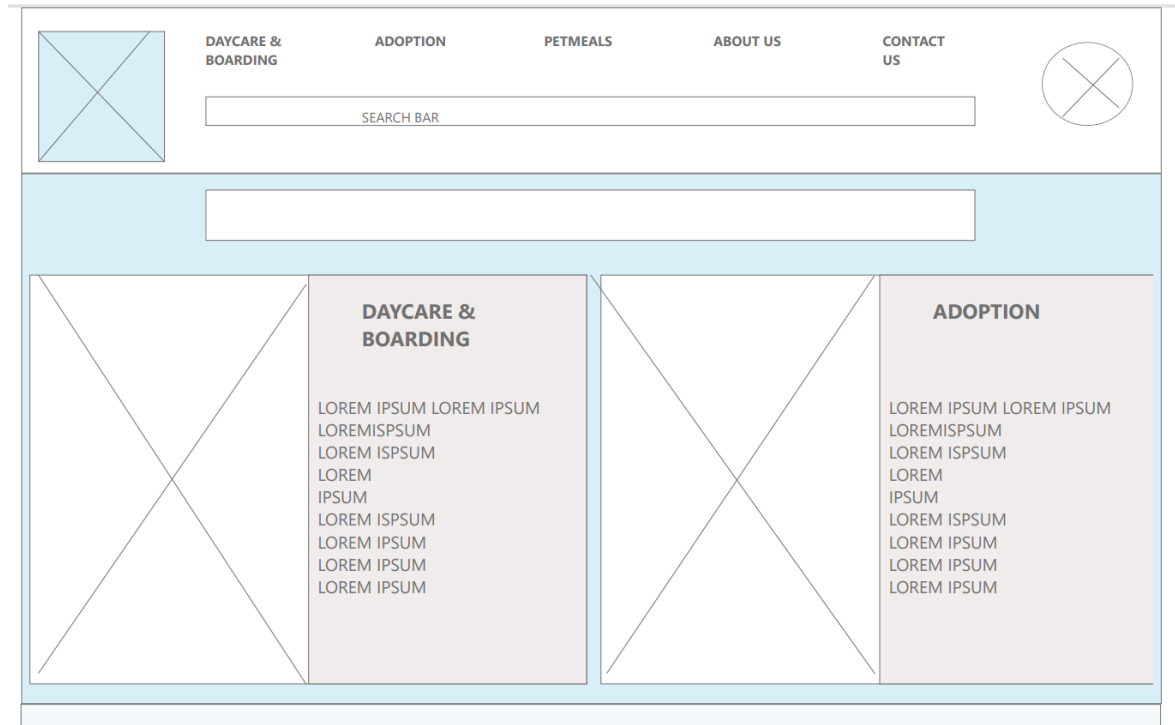 DAYCARE &
BOARDING
ADOPTION
PETMEALS
ABOUT US
CONTACT
US
SEARCH BAR
DAYCARE &
BOARDING
LOREM IPSUM LOREM IPSUM
LOREMISPSUM
LOREM ISPSUM
LOREM
IPSUM
LOREM ISPSUM
LOREM IPSUM
LOREM IPSUM
LOREM IPSUM
ADOPTION
LOREM IPSUM LOREM IPSUM
LOREMISPSUM
LOREM ISPSUM
LOREM
IPSUM
LOREM ISPSUM
LOREM IPSUM
LOREM IPSUM
LOREM IPSUM